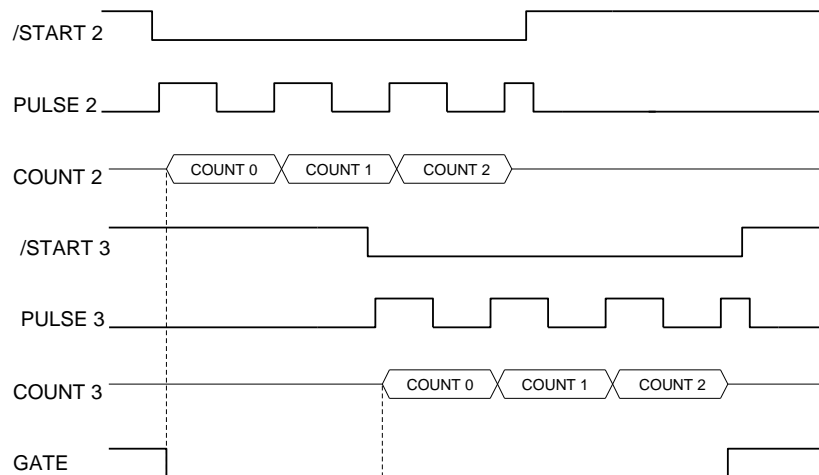 /START 2
PULSE 2
COUNT 2 COUNT 0 COUNT 1 COUNT 2
/START 3
PULSE 3
COUNT 3 COUNT 0 COUNT 1 COUNT 2
GATE